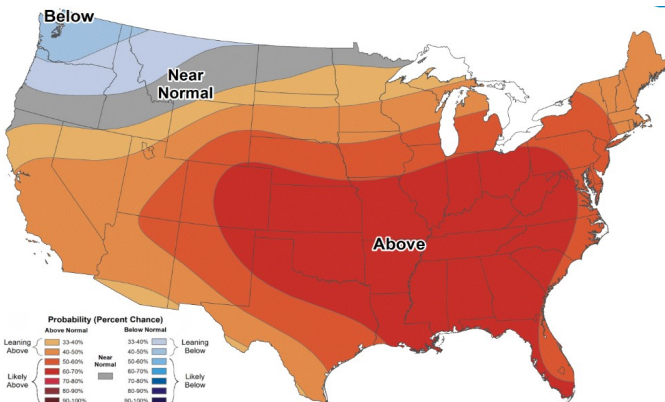 Below
Near
Normal
Above
Probability (Percent Chance)
Above Normal
Below Normal
Leaning
Above
33-40%
40-50%
Likely
Above
50-60%
60-70%
70-80%
80-90%
90-100%
Near
Normal
33-40%
40-50%
Leaning
Below
50-60%
60-70%
70-80%
80-90%
90-100%
Likely
Below